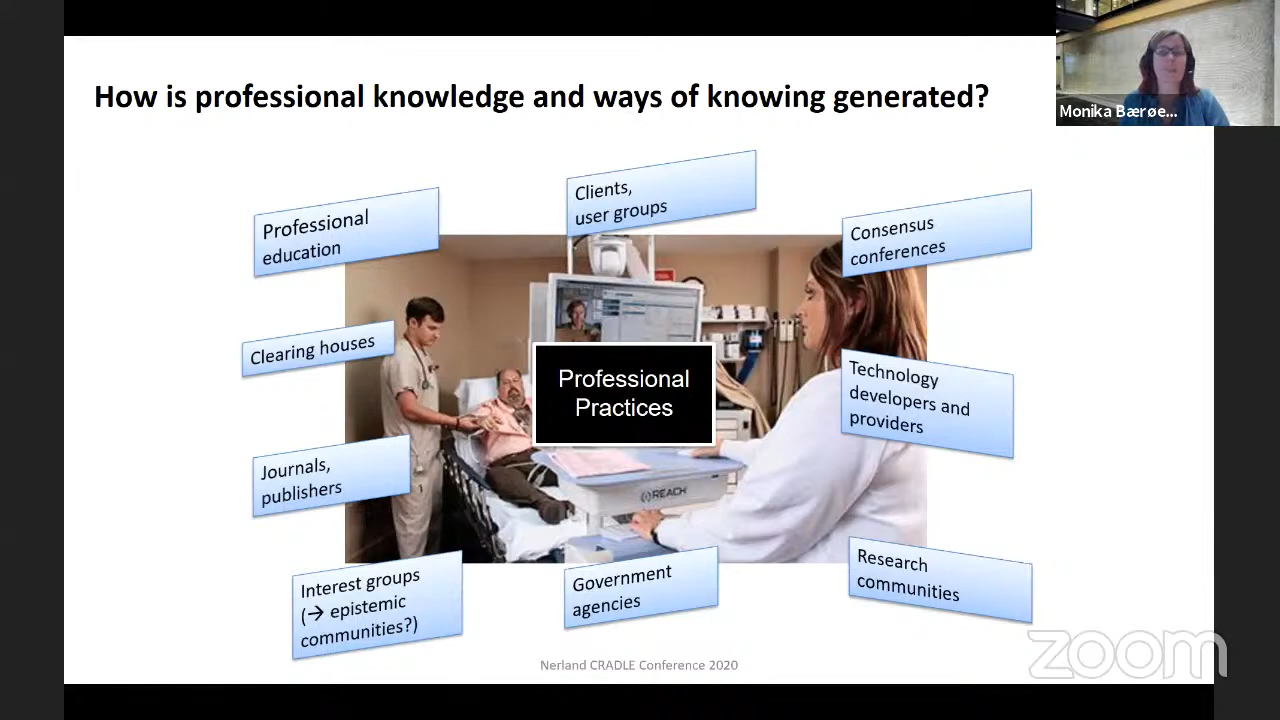 How is professional knowledge and ways of knowing generated?
Monika Bærøe...
Clients,
user groups
Professional
education
Consensus
conferences
Clearing houses
Professional
Practices
Technology
developers and
providers
Journals,
publishers
REACH
Interest groups
(→ epistemic
communities?)
Government
agencies
Research
communities
Nerland CRADLE Conference 2020
zoom